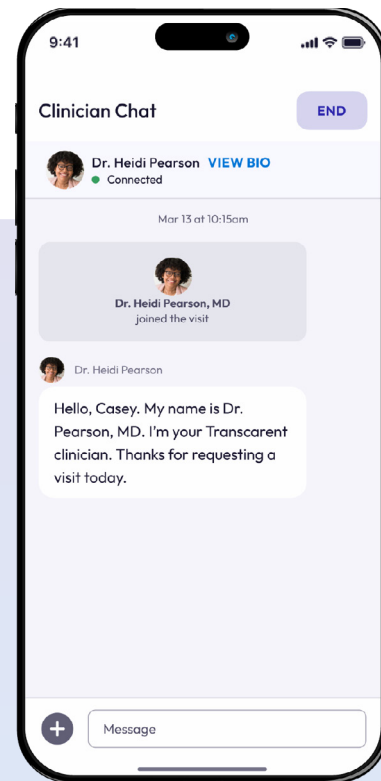 9:41
Clinician Chat
END
Dr. Heidi Pearson VIEW BIO
Connected
Mar 13 at 10:15am
Dr. Heidi Pearson, MD
joined the visit
Dr. Heidi Pearson
Hello, Casey. My name is Dr.
Pearson, MD. I'm your Transcarent
clinician. Thanks for requesting a
visit today.
Message